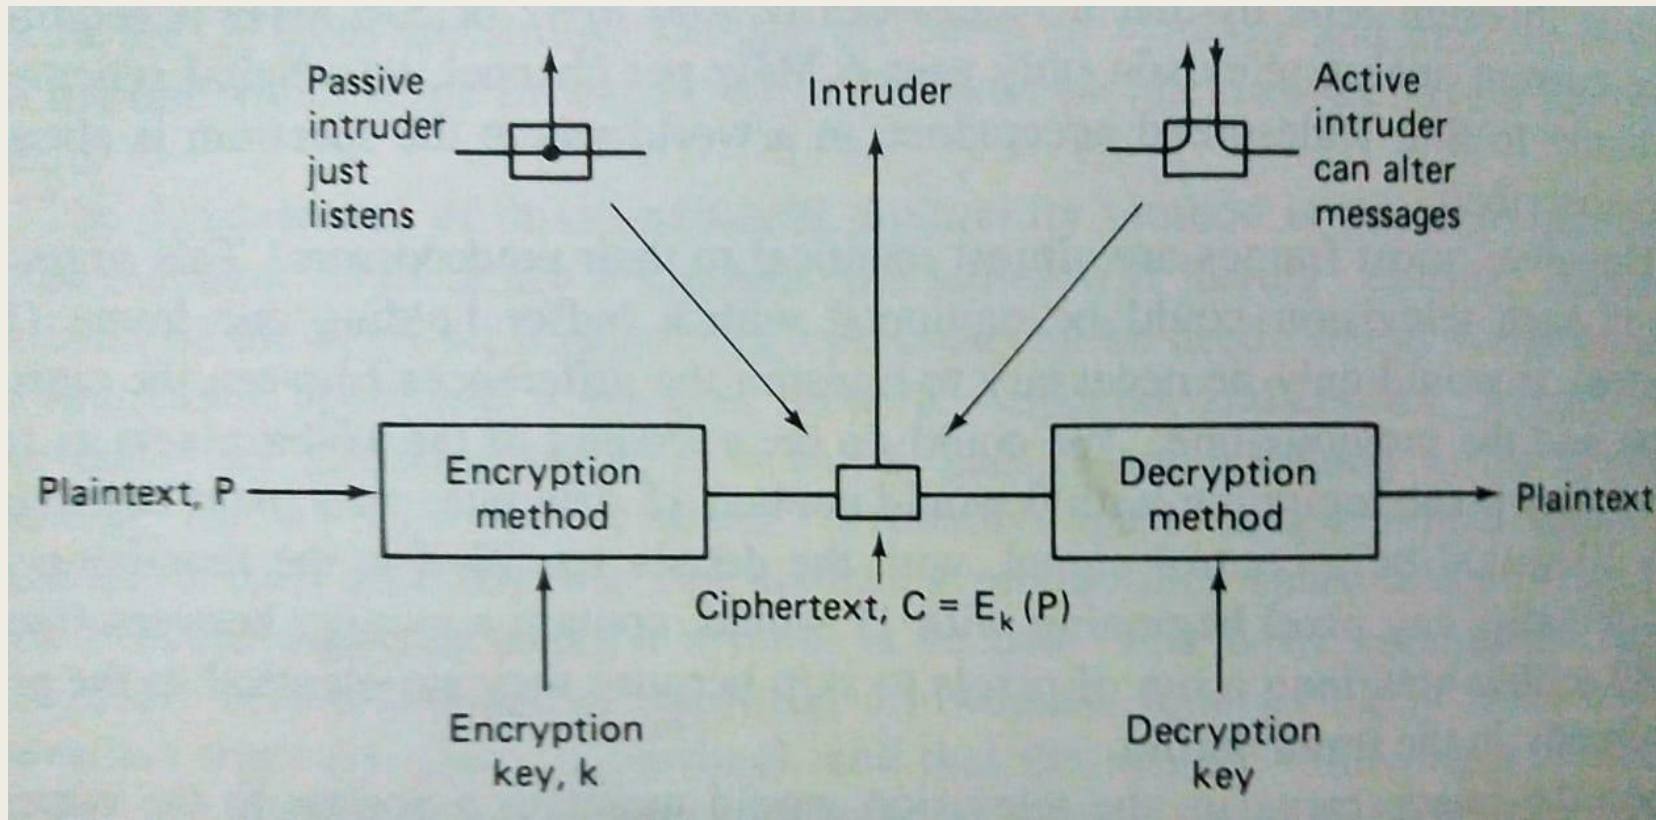 Passive
intruder
just
listens
Intruder
Active
intruder
can alter
messages
Plaintext, P
Encryption
method
Decryption
method
Plaintext
Ciphertext, C = Eₖ (P)
Encryption
key, k
Decryption
key